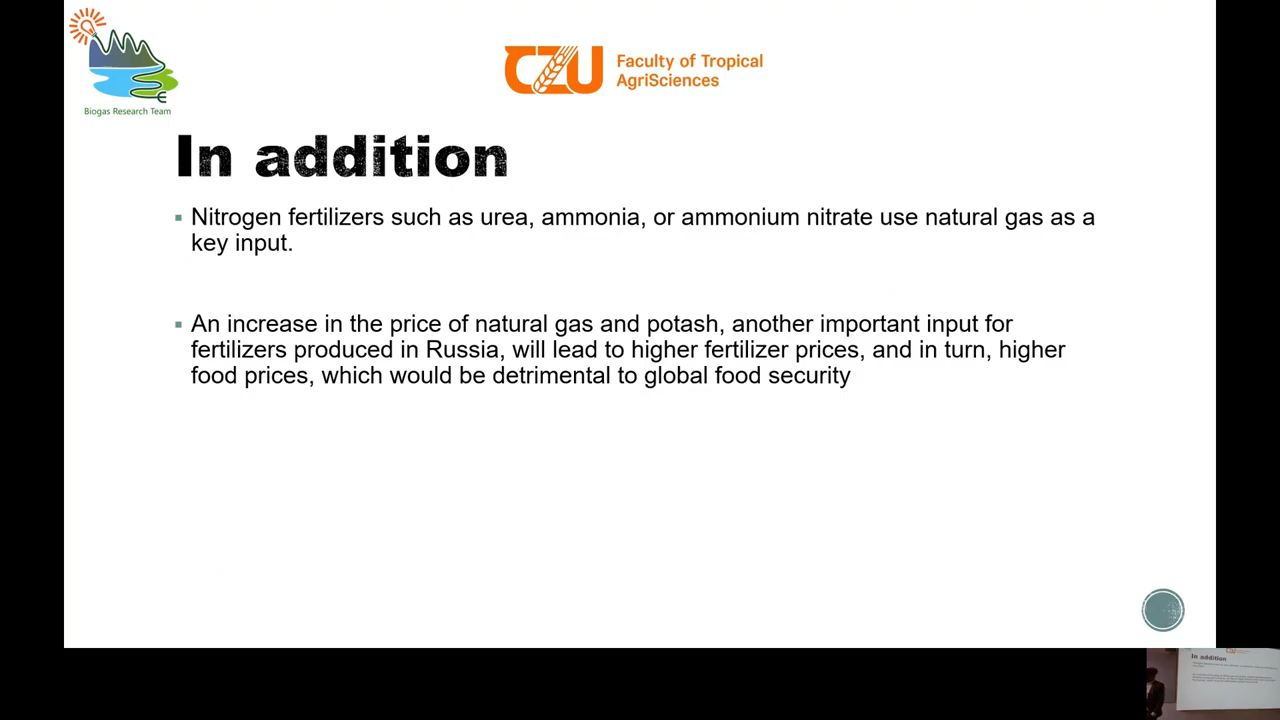 Biogas Research Team
CZU
Faculty of Tropical
AgriSciences
In addition
Nitrogen fertilizers such as urea, ammonia, or ammonium nitrate use natural gas as a
key input.
An increase in the price of natural gas and potash, another important input for
fertilizers produced in Russia, will lead to higher fertilizer prices, and in turn, higher
food prices, which would be detrimental to global food security
In addition